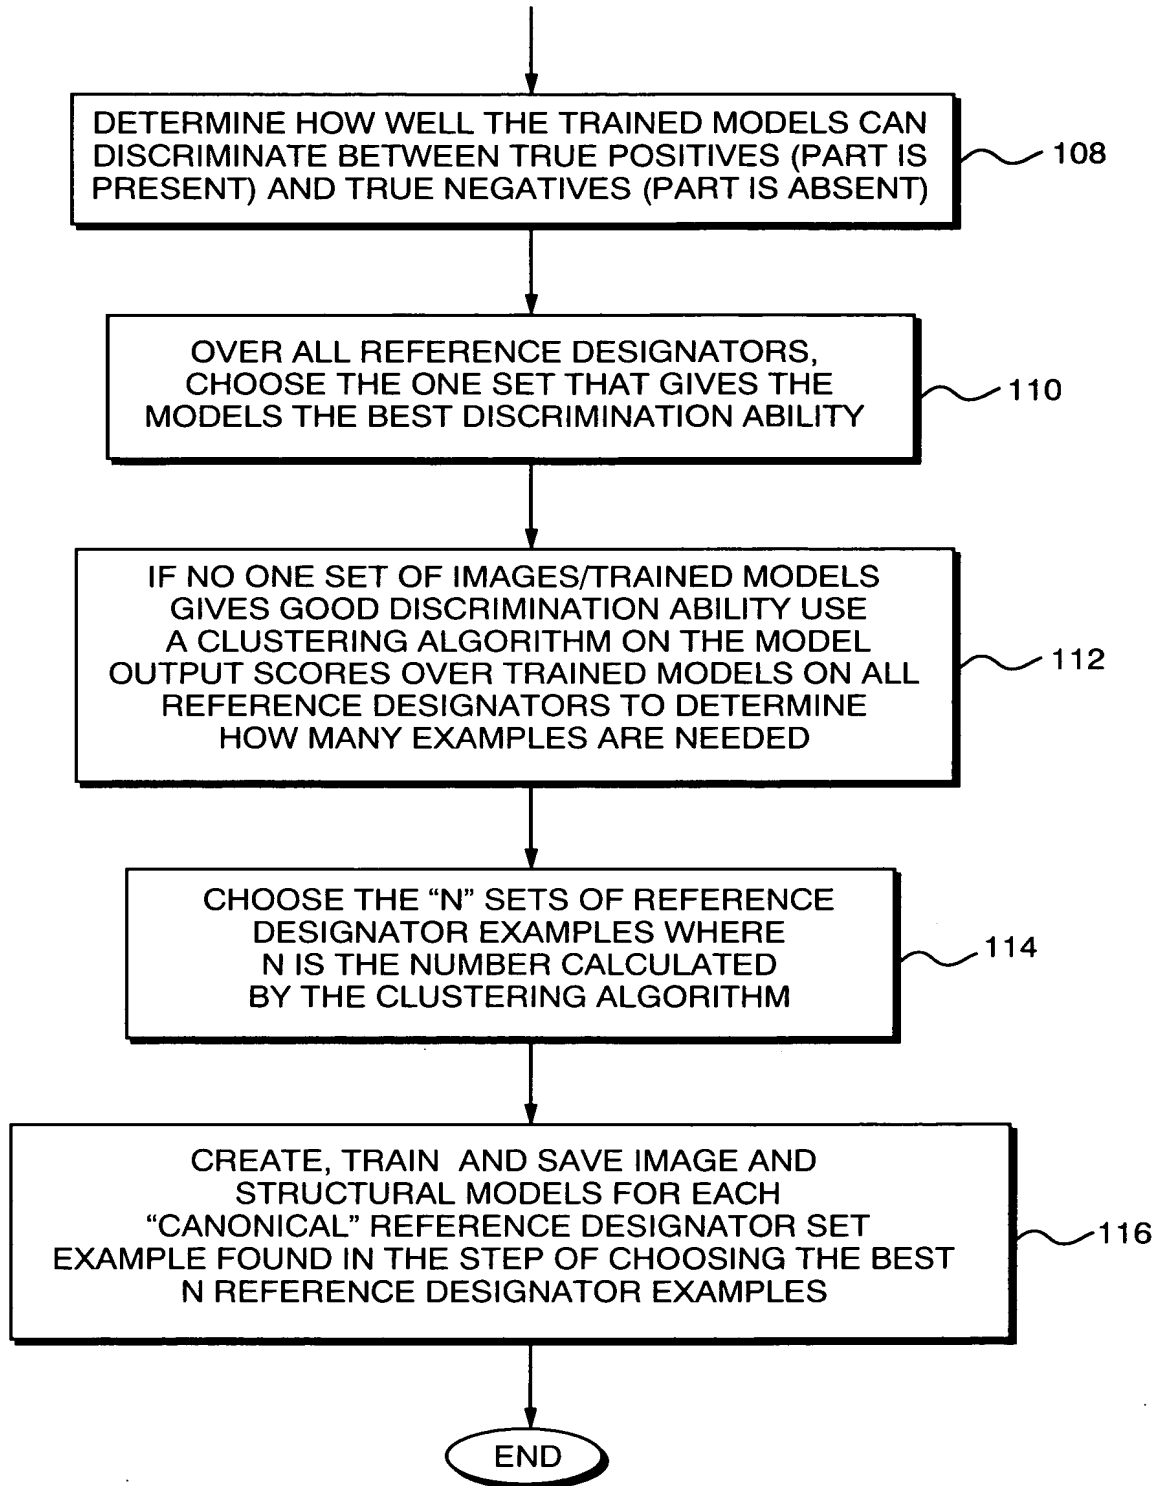 DETERMINE HOW WELL THE TRAINED MODELS CAN
DISCRIMINATE BETWEEN TRUE POSITIVES (PART IS
PRESENT) AND TRUE NEGATIVES (PART IS ABSENT)
108
OVER ALL REFERENCE DESIGNATORS,
CHOOSE THE ONE SET THAT GIVES THE
MODELS THE BEST DISCRIMINATION ABILITY
110
IF NO ONE SET OF IMAGES/TRAINED MODELS
GIVES GOOD DISCRIMINATION ABILITY USE
A CLUSTERING ALGORITHM ON THE MODEL
OUTPUT SCORES OVER TRAINED MODELS ON ALL
REFERENCE DESIGNATORS TO DETERMINE
HOW MANY EXAMPLES ARE NEEDED
112
CHOOSE THE “N” SETS OF REFERENCE
DESIGNATOR EXAMPLES WHERE
N IS THE NUMBER CALCULATED
BY THE CLUSTERING ALGORITHM
114
CREATE, TRAIN AND SAVE IMAGE AND
STRUCTURAL MODELS FOR EACH
“CANONICAL” REFERENCE DESIGNATOR SET
EXAMPLE FOUND IN THE STEP OF CHOOSING THE BEST
N REFERENCE DESIGNATOR EXAMPLES
116
END